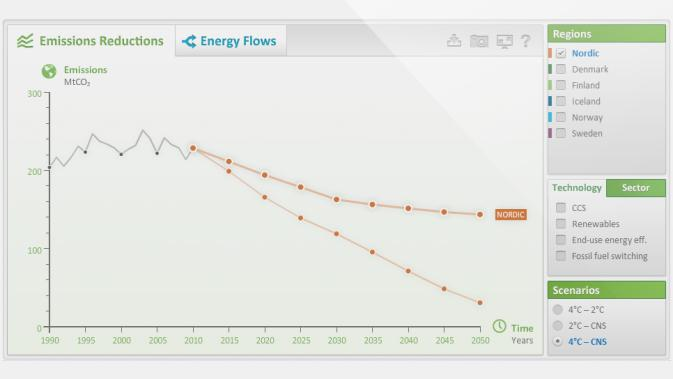 Emissions Reductions
Energy Flows
?
Emissions
MtCO₂
300
200
100
0
NORDIC
Time
Years
1990 1995 2000 2005 2010 2015 2020 2025 2030 2035 2040 2045 2050
Regions
Nordic
Denmark
Finland
Iceland
Norway
Sweden
Technology Sector
CCS
Renewables
End-use energy eff.
Fossil fuel switching
Scenarios
4°C – 2°C
2°C – CNS
4°C – CNS